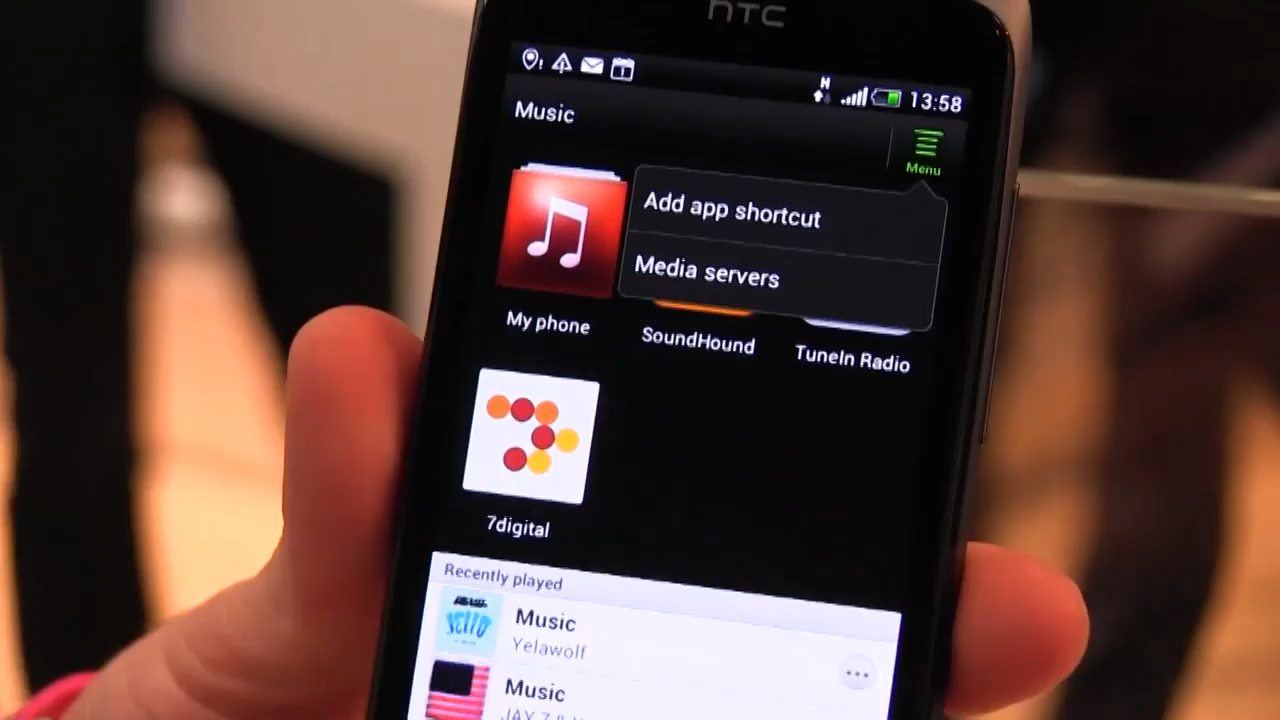 hTC
13:58
Music
Menu
Add app shortcut
Media servers
My phone
SoundHound
TuneIn Radio
7digital
Recently played
Music
Yelawolf
Music